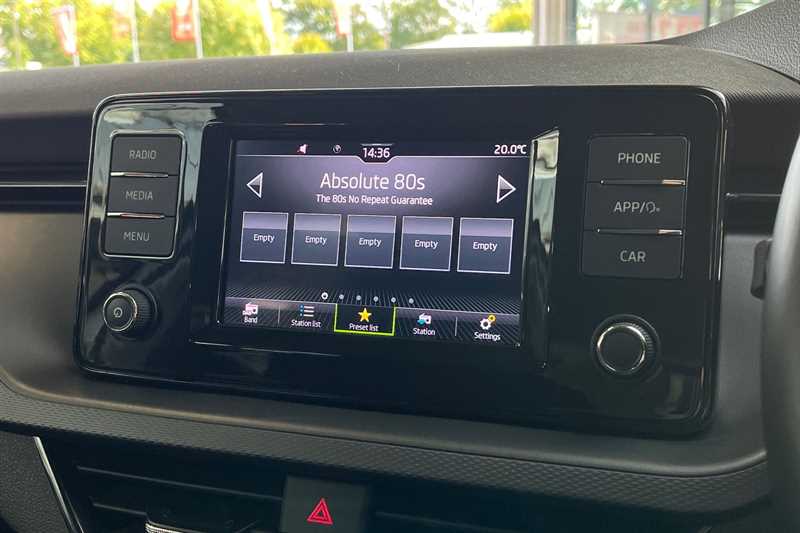 RADIO
MEDIA
MENU
14:36
20.0°C
Absolute 80s
The 80s No Repeat Guarantee
Empty Empty Empty Empty Empty
Band Station list Preset list Station Settings
PHONE
APP/
CAR